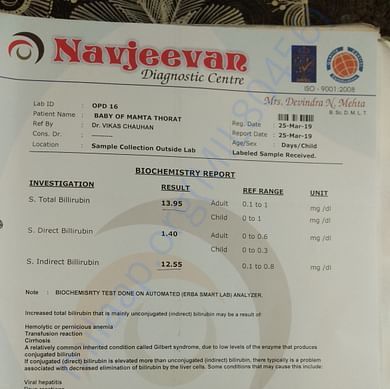 Navjeevan
Diagnostic Centre
ISO - 9001:2008
Mrs. Devindra N. Mehta
B. Sc, D. M. L. T.
Lab ID : OPD 16
Patient Name : BABY OF MAMTA THORAT
Ref By : Dr. VIKAS CHAUHAN
Cons. Dr. : ----------
Location : Sample Collection Outside Lab
Reg. Date : 25-Mar-19
Report Date : 25-Mar-19
Age/Sex : Days/Child
Labeled Sample Received.
BIOCHEMISTRY REPORT
INVESTIGATION RESULT REF RANGE UNIT
S. Total Billirubin 13.95 Adult 0.1 to 1 mg /dl
Child 0 to 1
S. Direct Billirubin 1.40 Adult 0 to 0.6 mg /dl
Child 0 to 0.3
S. Indirect Billirubin 12.55 0.1 to 0.8 mg /dl
Note : BIOCHEMISRTY TEST DONE ON AUTOMATED (ERBA SMART LAB) ANALYZER.
Increased total bilirubin that is mainly unconjugated (indirect) bilirubin may be a result of:
Hemolytic or pernicious anemia
Transfusion reaction
Cirrhosis
A relatively common inherited condition called Gilbert syndrome, due to low levels of the enzyme that produces
conjugated bilirubin
If conjugated (direct) bilirubin is elevated more than unconjugated (indirect) bilirubin, there typically is a problem
associated with decreased elimination of bilirubin by the liver cells. Some conditions that may cause this include:
Viral hepatitis